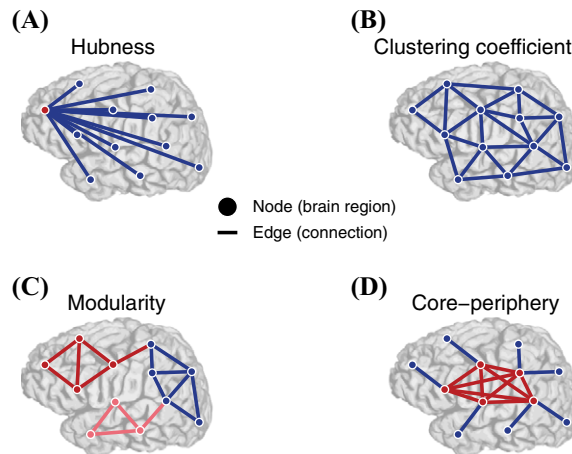 (A)
Hubness
(B)
Clustering coefficient
Node (brain region)
Edge (connection)
(C)
Modularity
(D)
Core–periphery